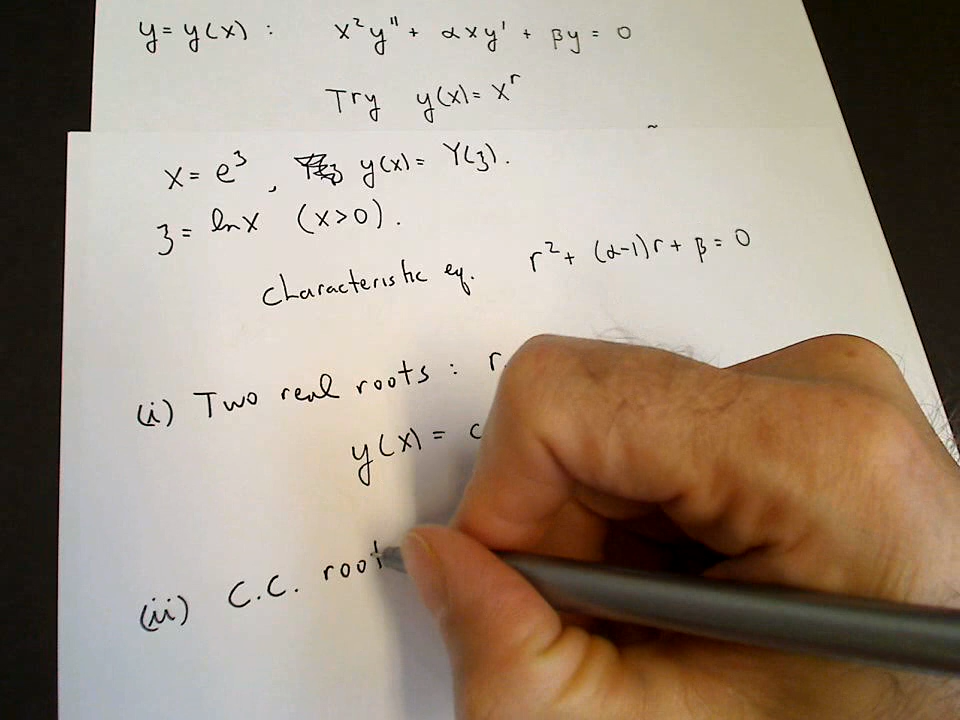 y = y(x) : x²y'' + αxy' + βy = 0
Try y(x) = x^r
x = e^z, y(x) = Y(z).
z = ln x (x>0).
Characteristic eq. r² + (α-1)r + β = 0
(i) Two real roots : r
y(x) = c
(ii) C.C. root